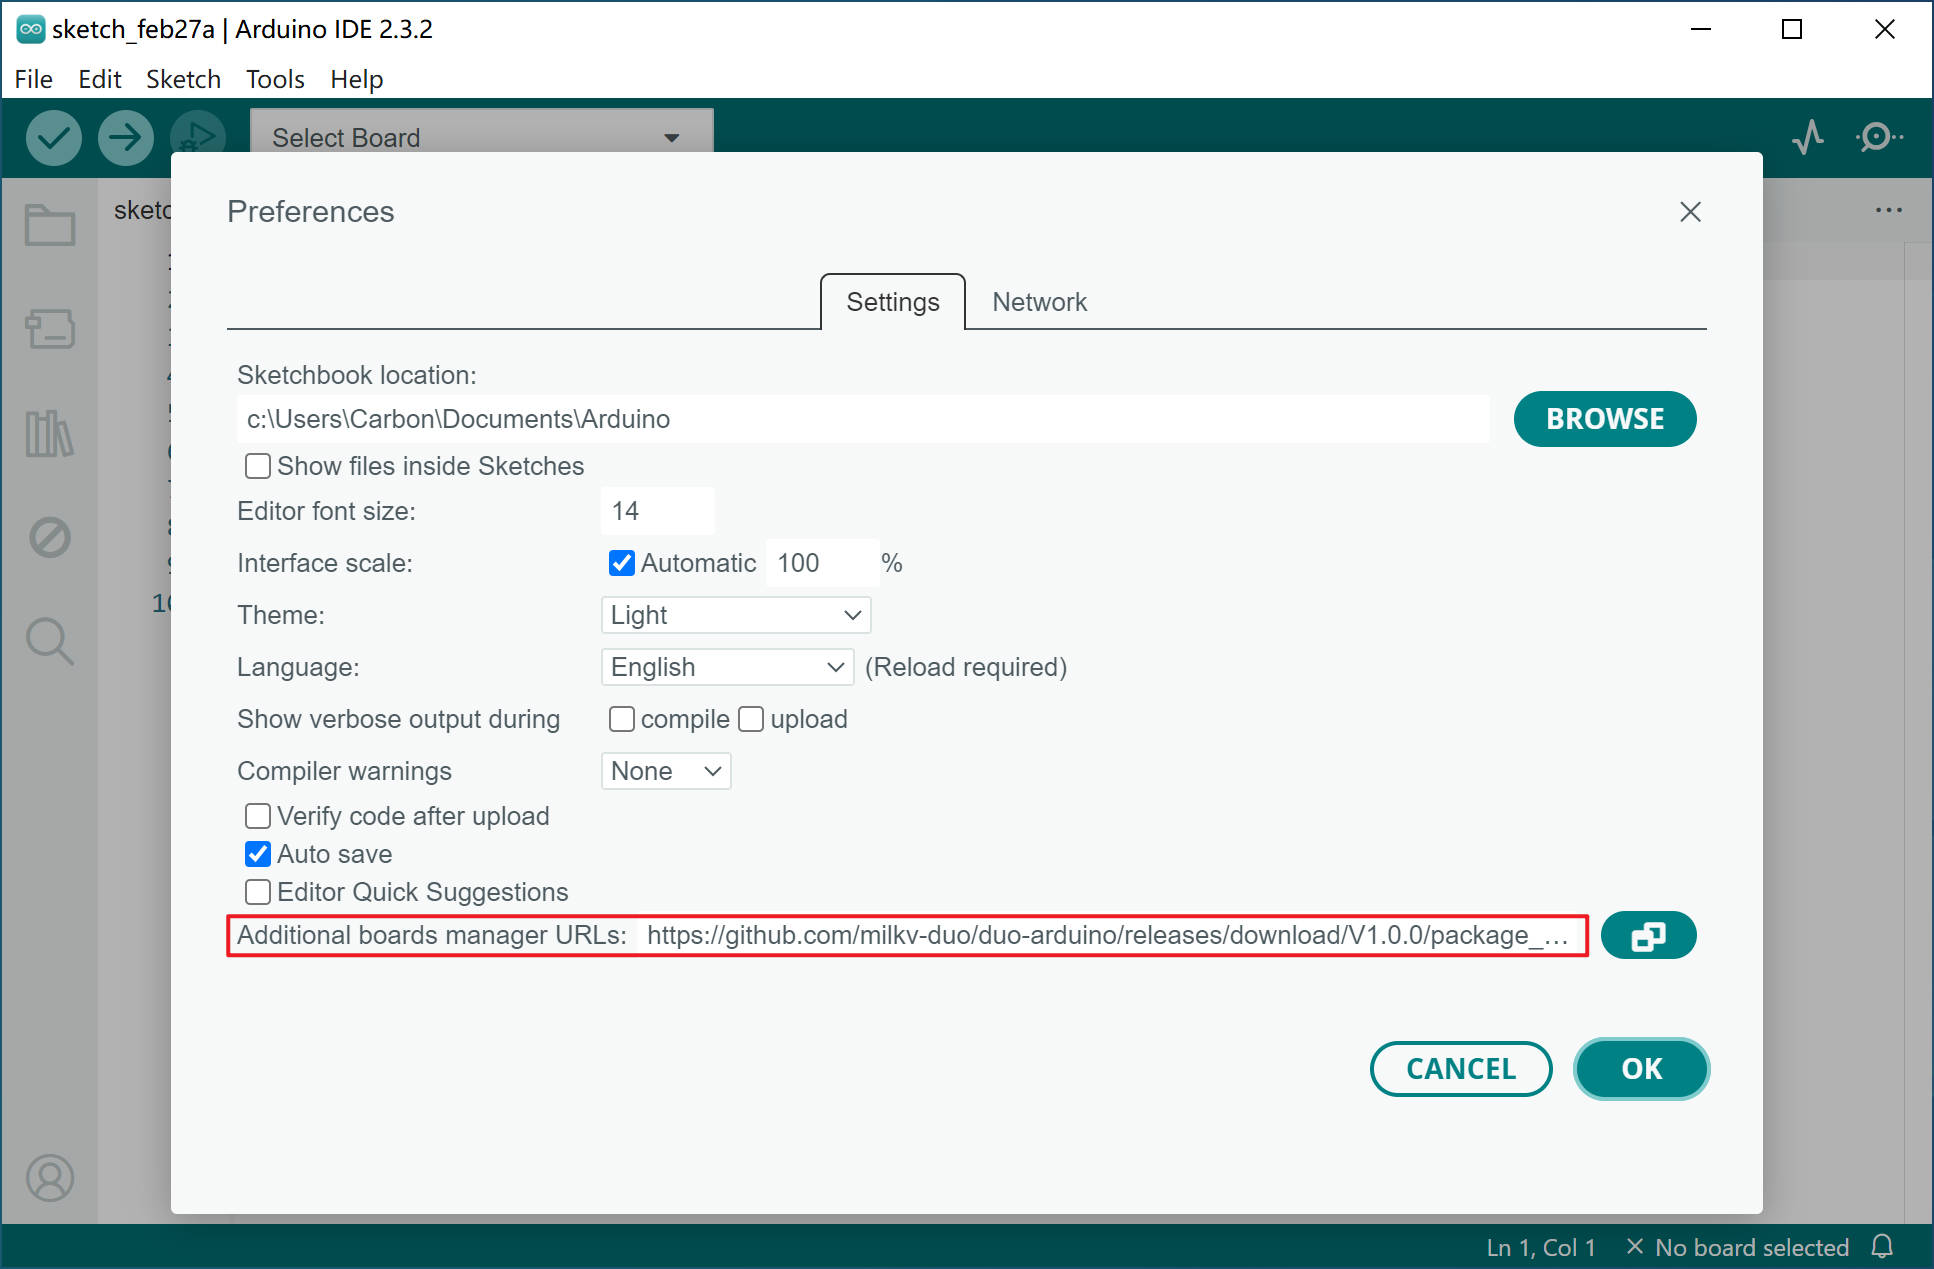 sketch_feb27a | Arduino IDE 2.3.2
File Edit Sketch Tools Help
Select Board
Preferences
Settings Network
Sketchbook location:
c:\Users\Carbon\Documents\Arduino
BROWSE
Show files inside Sketches
Editor font size: 14
Interface scale: Automatic 100 %
Theme: Light
Language: English (Reload required)
Show verbose output during compile upload
Compiler warnings None
Verify code after upload
Auto save
Editor Quick Suggestions
Additional boards manager URLs: https://github.com/milkv-duo/duo-arduino/releases/download/V1.0.0/package_…
CANCEL OK
Ln 1, Col 1 No board selected